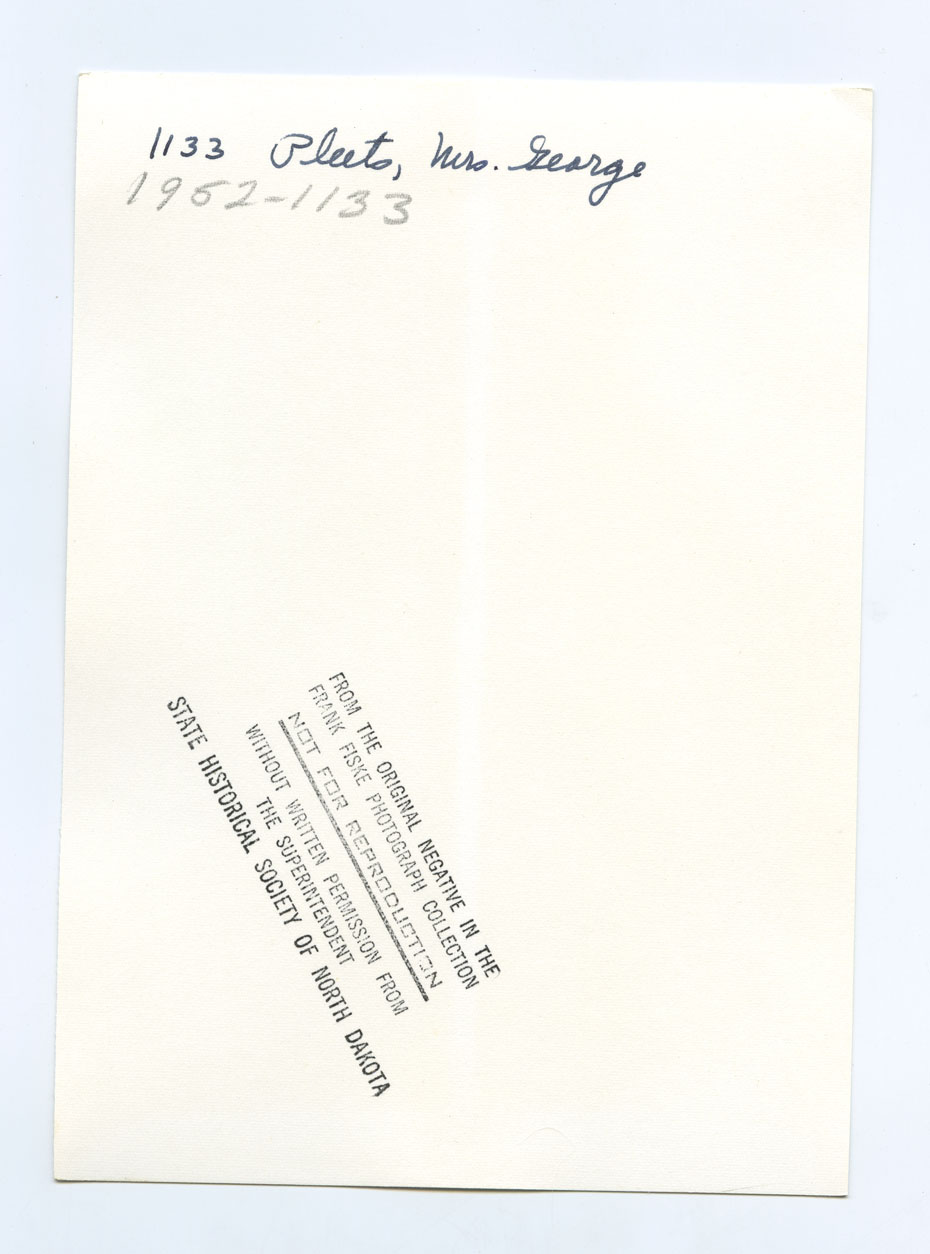 1133 Pleets, Mrs. George
1952-1133
FROM THE ORIGINAL NEGATIVE IN THE
FRANK FISKE PHOTOGRAPH COLLECTION
NOT FOR REPRODUCTION
WITHOUT WRITTEN PERMISSION FROM
THE SUPERINTENDENT
STATE HISTORICAL SOCIETY OF NORTH DAKOTA